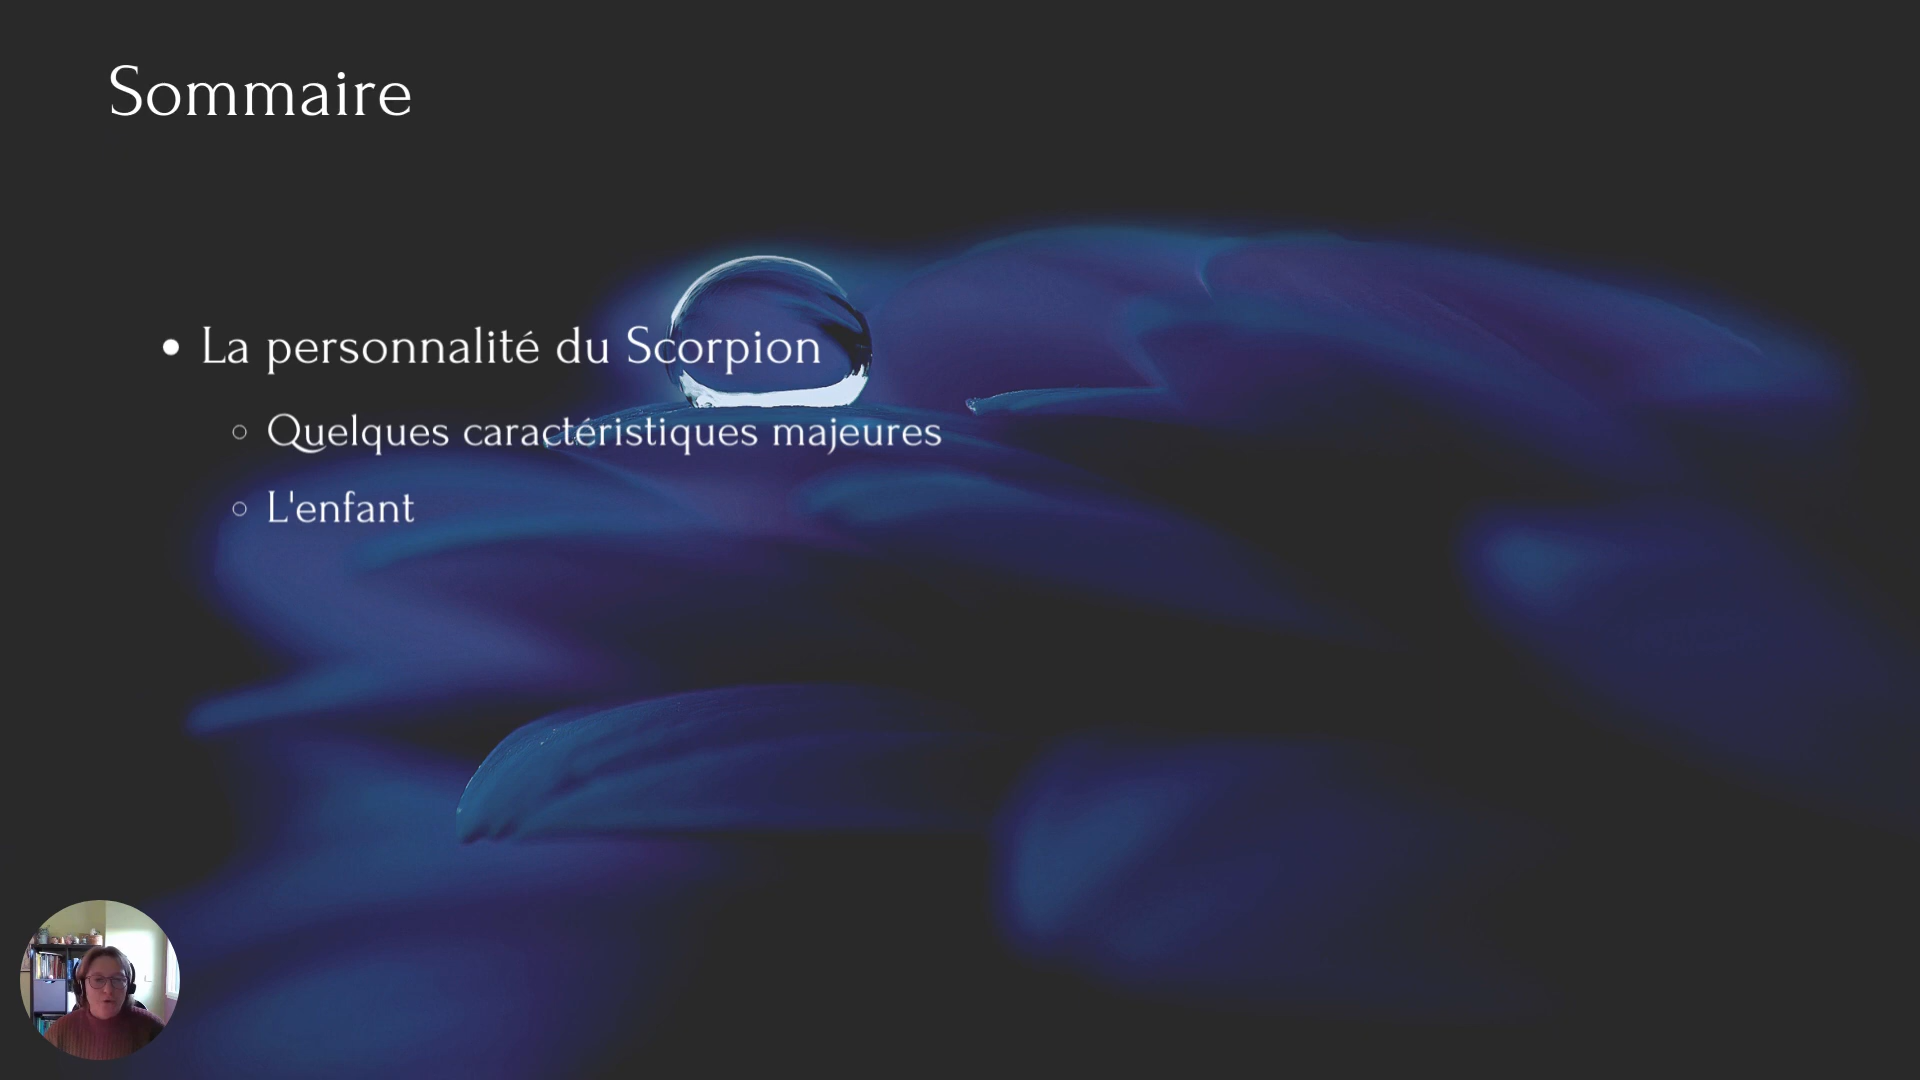 Sommaire
• La personnalité du Scorpion
○ Quelques caractéristiques majeures
○ L'enfant